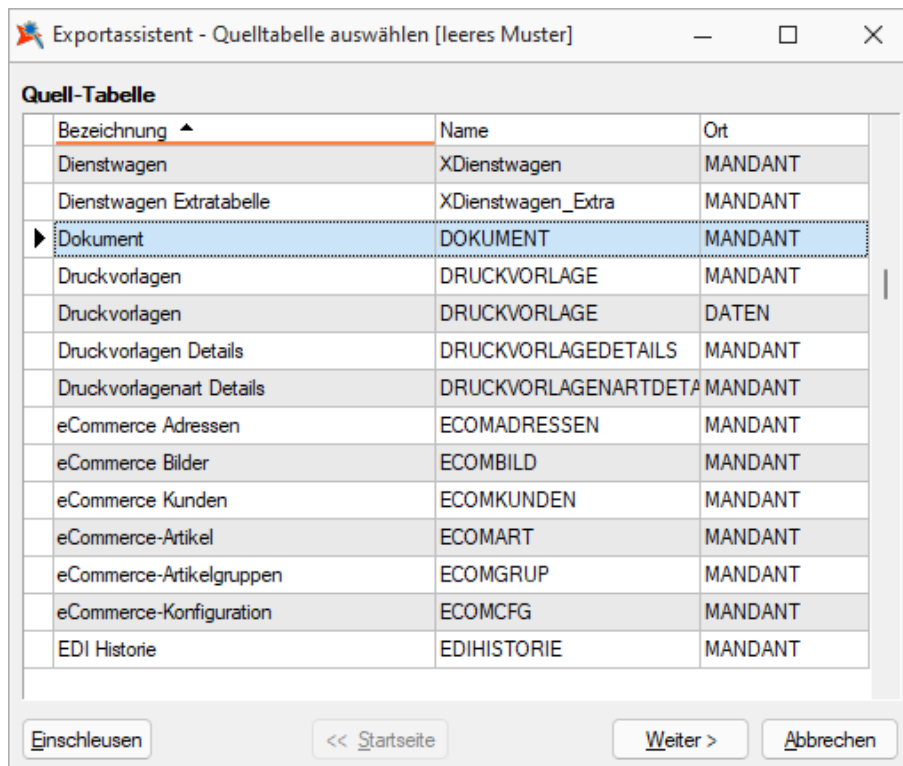 Exportassistent - Quelltabelle auswählen [leeres Muster]
Quell-Tabelle
Bezeichnung Name Ort
Dienstwagen XDienstwagen MANDANT
Dienstwagen Extratabelle XDienstwagen_Extra MANDANT
Dokument DOKUMENT MANDANT
Druckvorlagen DRUCKVORLAGE MANDANT
Druckvorlagen DRUCKVORLAGE DATEN
Druckvorlagen Details DRUCKVORLAGEDETAILS MANDANT
Druckvorlagenart Details DRUCKVORLAGENARTDETA MANDANT
eCommerce Adressen ECOMADRESSEN MANDANT
eCommerce Bilder ECOMBILD MANDANT
eCommerce Kunden ECOMKUNDEN MANDANT
eCommerce-Artikel ECOMART MANDANT
eCommerce-Artikelgruppen ECOMGRUP MANDANT
eCommerce-Konfiguration ECOMCFG MANDANT
EDI Historie EDIHISTORIE MANDANT
Einschleusen << Startseite Weiter > Abbrechen